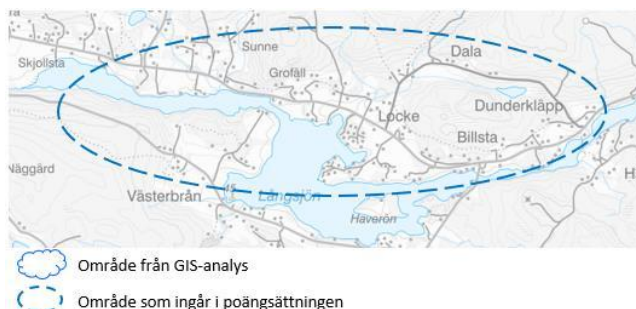 Sunne
Dala
Skjollsta
Grofäll
Dunderkläpp
Locke
Billsta
Näggård
Västerbrån
Långsjön
Haverön
H
Område från GIS-analys
Område som ingår i poängsättningen